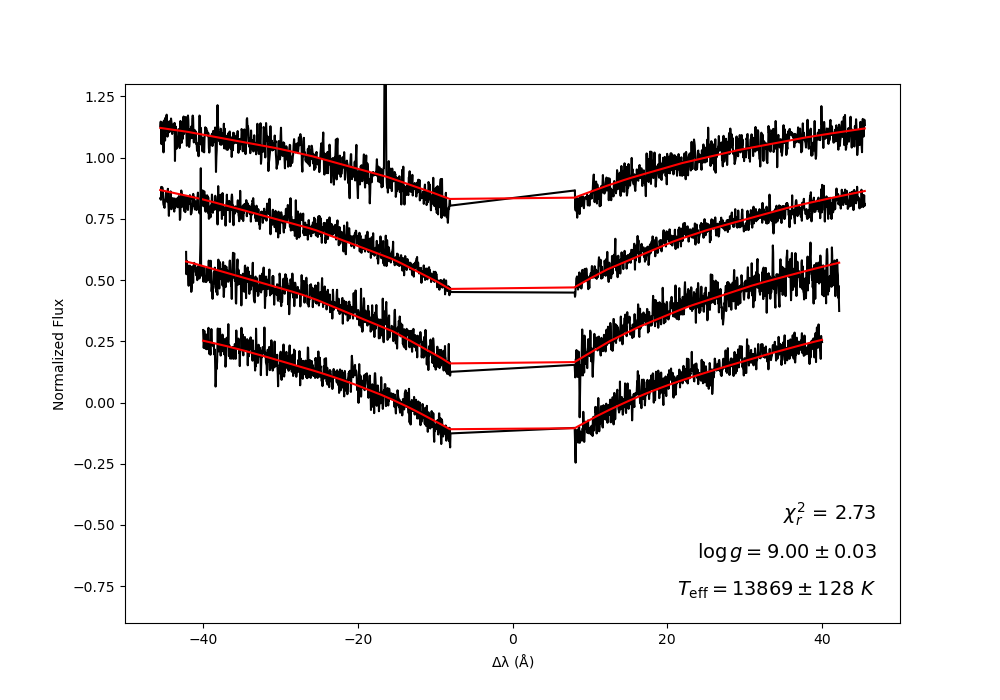 1.25
1.00
0.75
0.50
0.25
0.00
−0.25
−0.50
−0.75
Normalized Flux
χ²ᵣ = 2.73
log g = 9.00 ± 0.03
T_eff = 13869 ± 128 K
−40
−20
0
20
40
Δλ (Å)